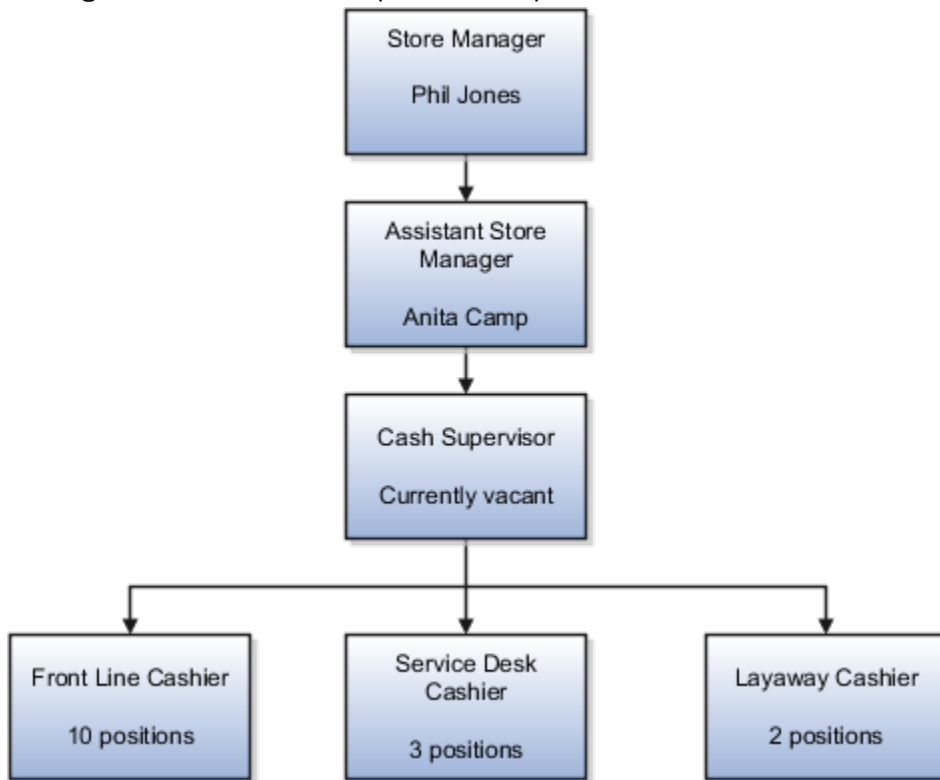 Store Manager
Phil Jones
Assistant Store
Manager
Anita Camp
Cash Supervisor
Currently vacant
Front Line Cashier
10 positions
Service Desk
Cashier
3 positions
Layaway Cashier
2 positions